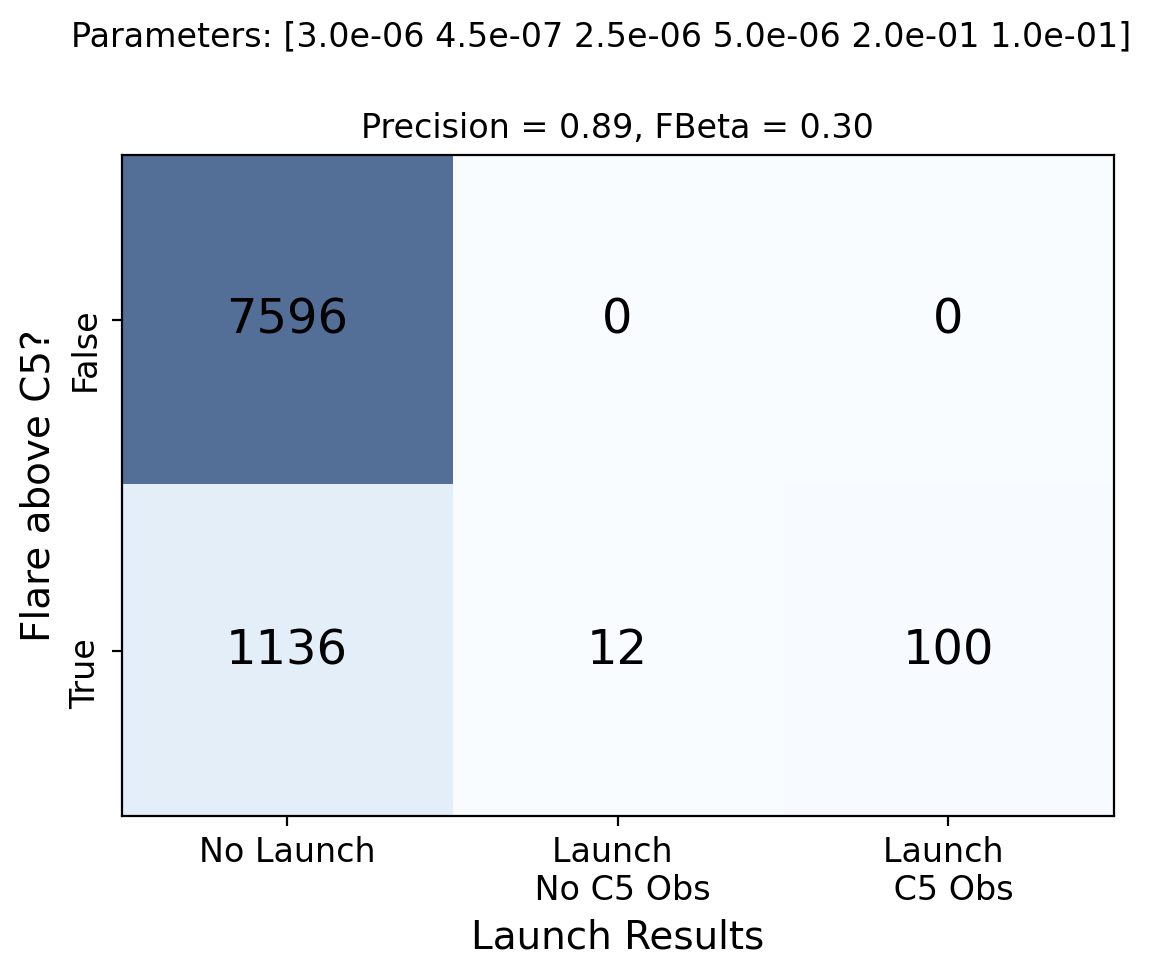 Parameters: [3.0e-06 4.5e-07 2.5e-06 5.0e-06 2.0e-01 1.0e-01]
Precision = 0.89, FBeta = 0.30
Flare above C5?
False
7596
0
0
True
1136
12
100
No Launch
Launch
No C5 Obs
Launch
C5 Obs
Launch Results